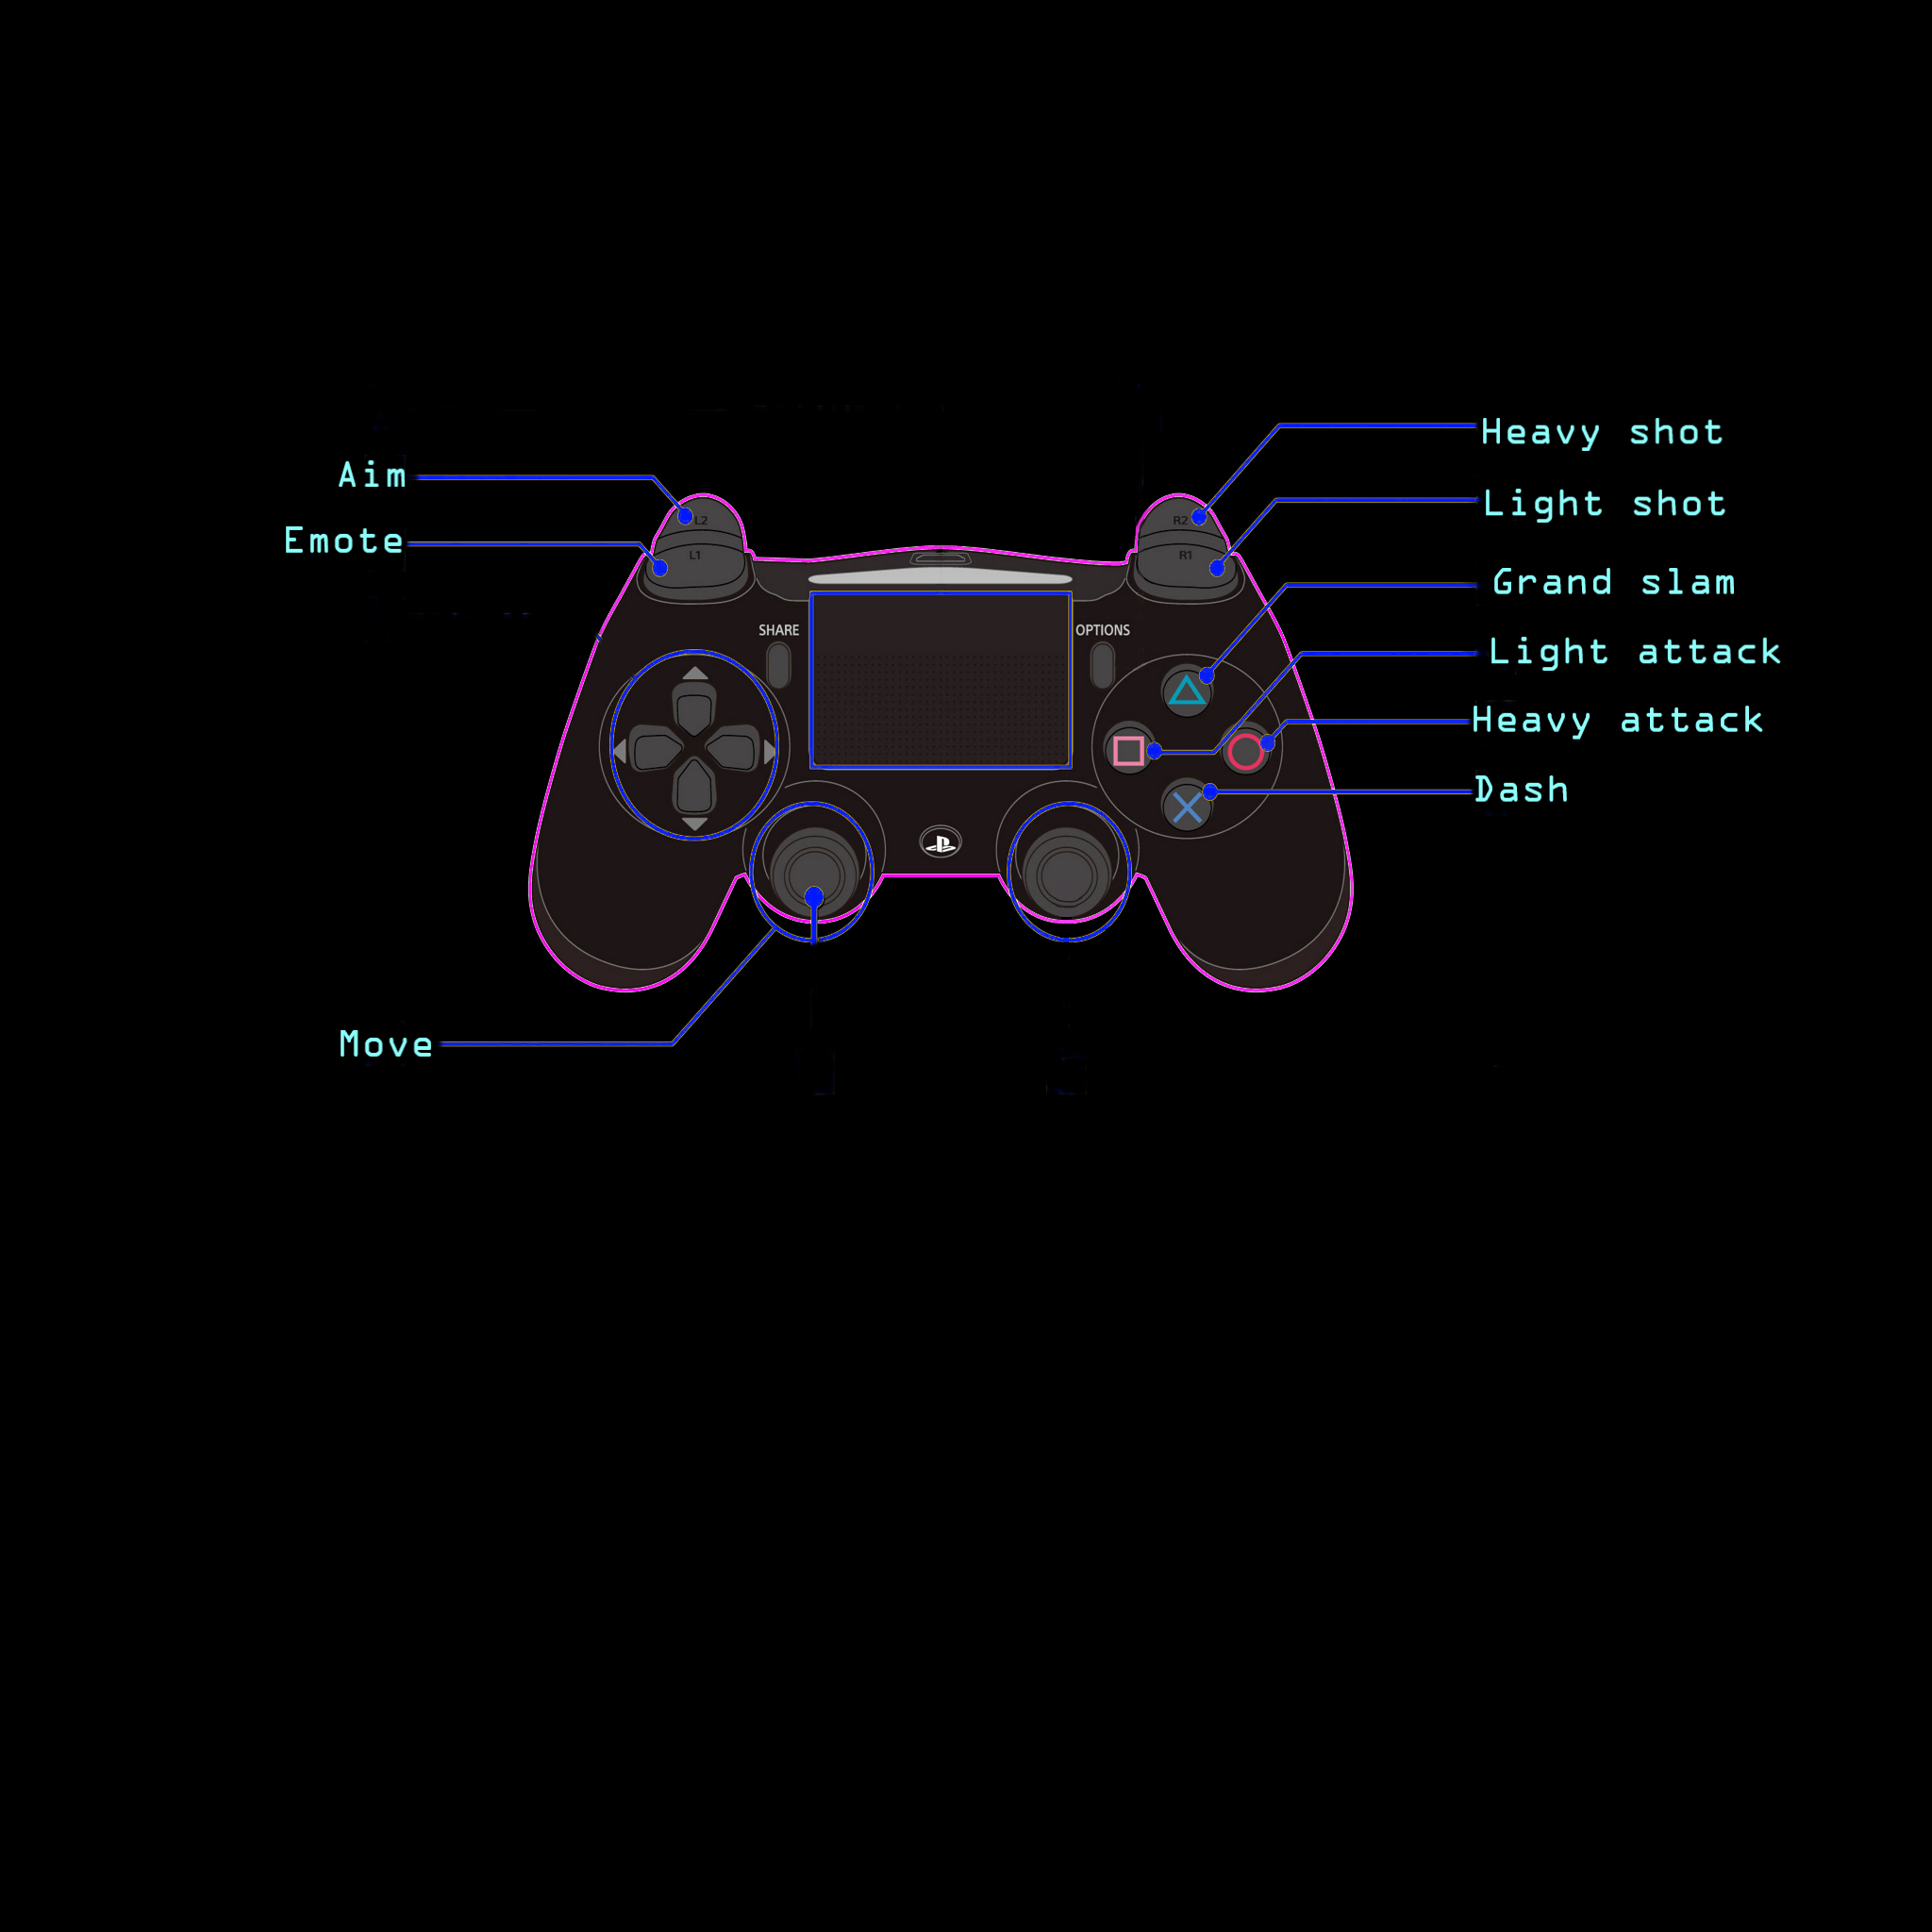 Heavy shot
Aim
Light shot
L2
R2
Emote
L1
R1
Grand slam
SHARE
OPTIONS
Light attack
Heavy attack
Dash
Move